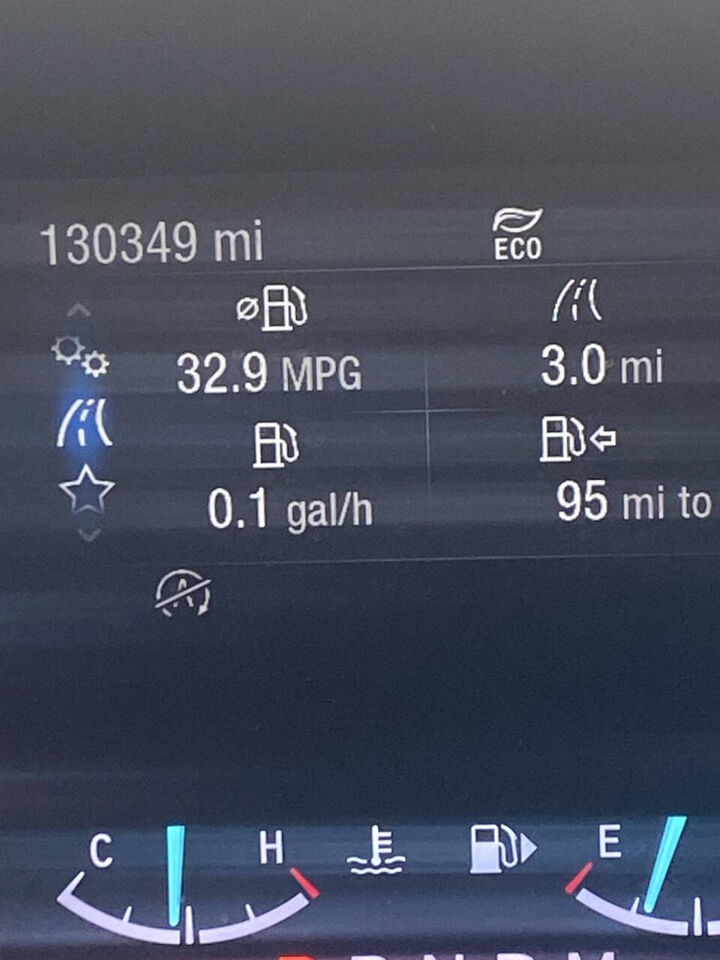 130349 mi
ECO
32.9 MPG
3.0 mi
0.1 gal/h
95 mi to
A
C
H
E
R N D M